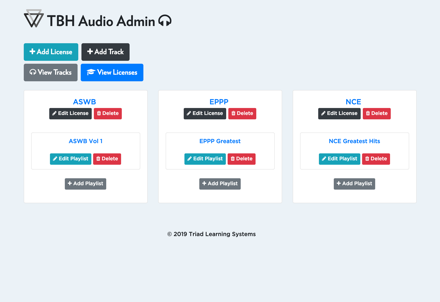 TBH Audio Admin
Add License
Add Track
View Tracks
View Licenses
ASWB
Edit License
Delete
ASWB Vol 1
Edit Playlist
Delete
Add Playlist
EPPP
Edit License
Delete
EPPP Greatest
Edit Playlist
Delete
Add Playlist
NCE
Edit License
Delete
NCE Greatest Hits
Edit Playlist
Delete
Add Playlist
© 2019 Triad Learning Systems